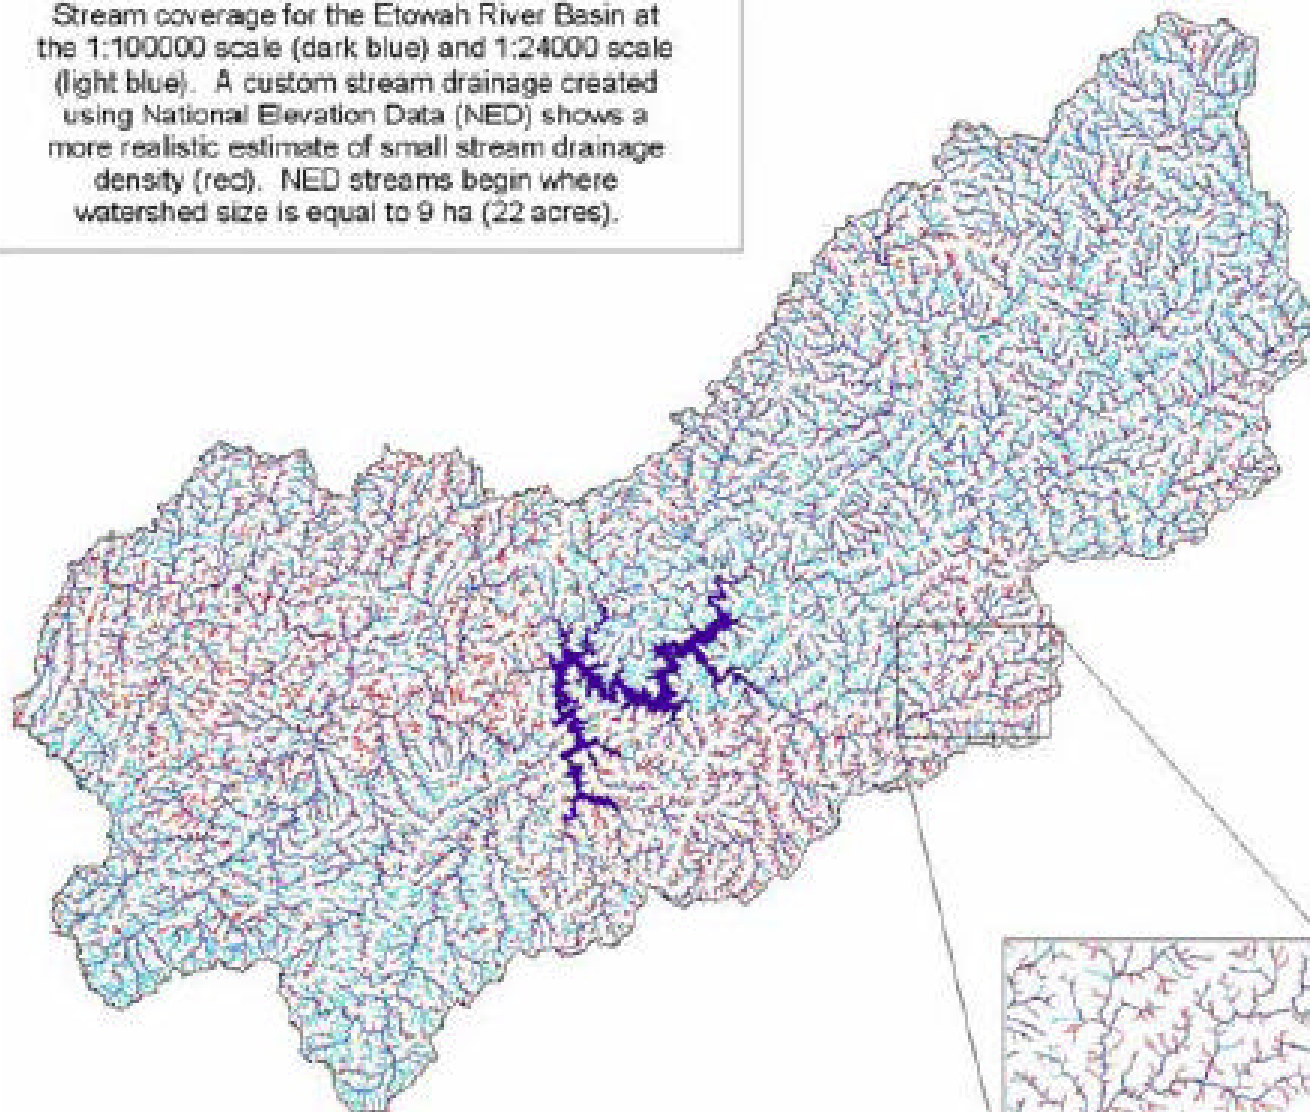 Stream coverage for the Etowah River Basin at
the 1:100000 scale (dark blue) and 1:24000 scale
(light blue). A custom stream drainage created
using National Elevation Data (NED) shows a
more realistic estimate of small stream drainage
density (red). NED streams begin where
watershed size is equal to 9 ha (22 acres).